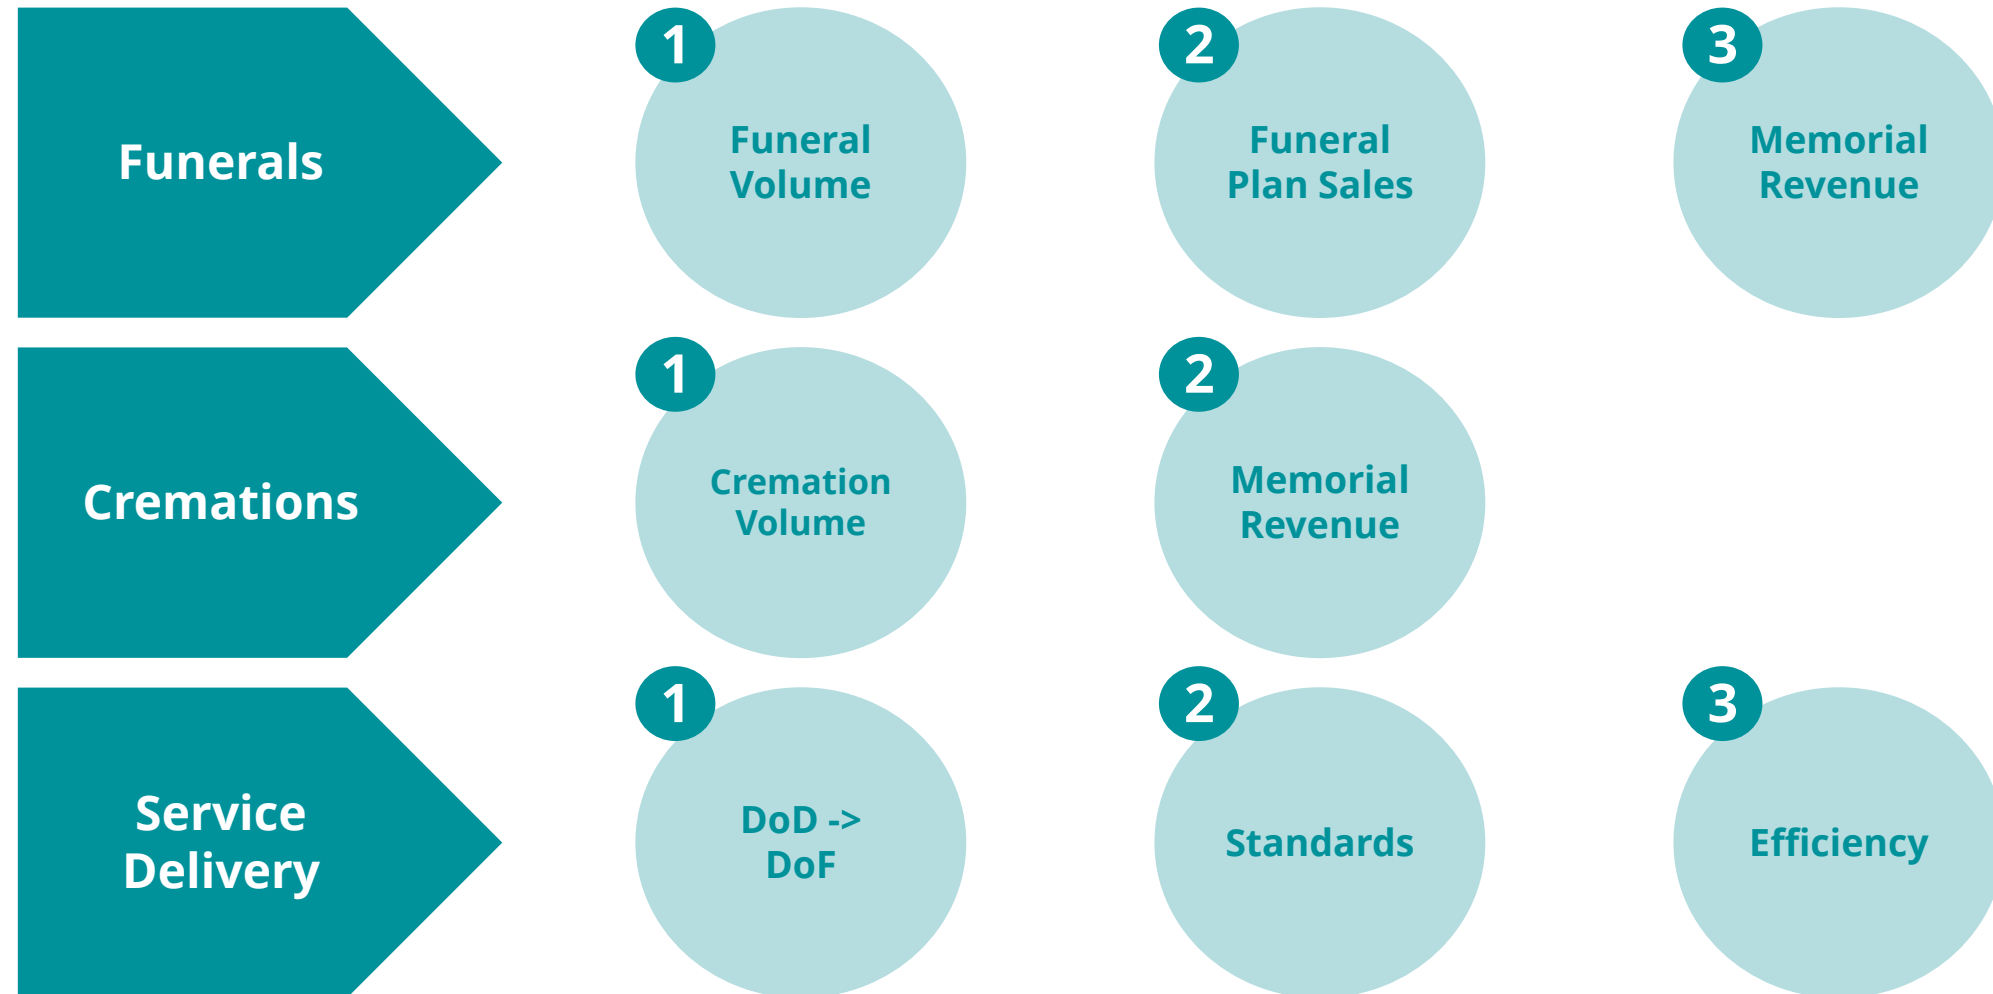 Funerals
1
Funeral
Volume
2
Funeral
Plan Sales
3
Memorial
Revenue
Cremations
1
Cremation
Volume
2
Memorial
Revenue
Service
Delivery
1
DoD ->
DoF
2
Standards
3
Efficiency